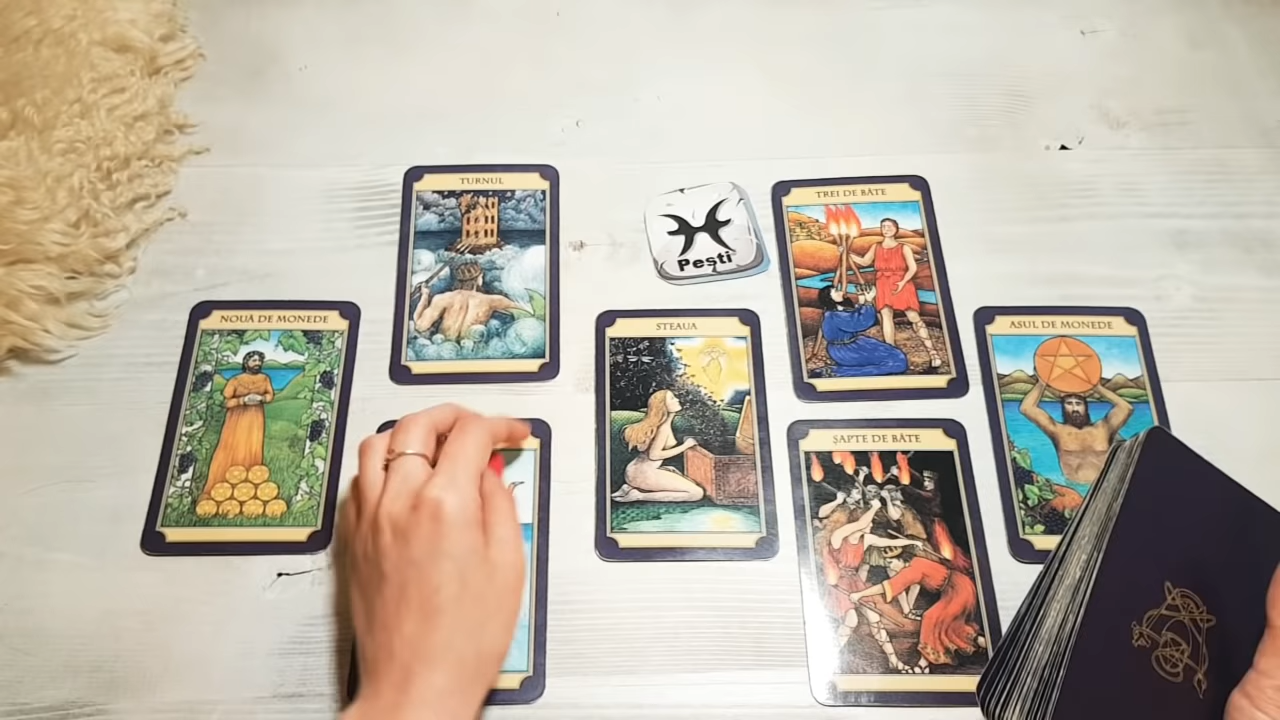 TURNUL
Pești
TREI DE BÂTE
NOUĂ DE MONEDE
STEAUA
ASUL DE MONEDE
ȘAPTE DE BÂTE